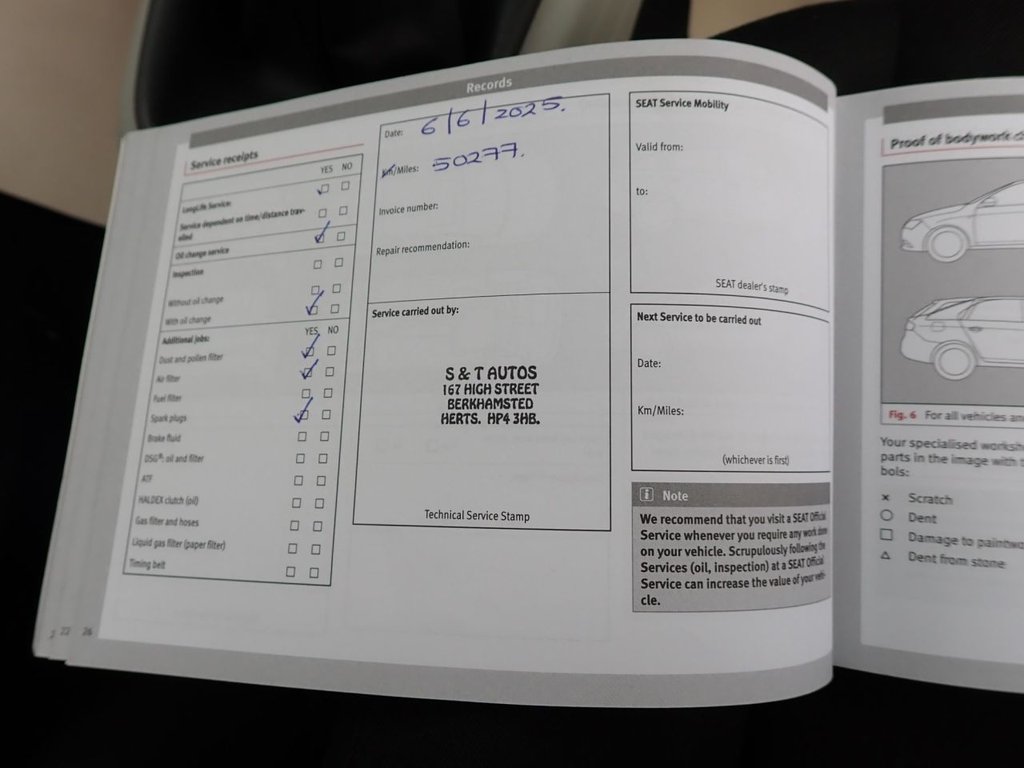 Records
Service receipts
YES NO
LongLife Service:
Service dependent on time/distance trav-
elled
Oil change service
Inspection
Without oil change
With oil change
Additional jobs:
YES NO
Dust and pollen filter
Air filter
Fuel filter
Spark plugs
Brake fluid
DSG®: oil and filter
ATF
HALDEX clutch (oil)
Gas filter and hoses
Liquid gas filter (paper filter)
Timing belt
Date: 6/6/2025.
Km/Miles: 50277.
Invoice number:
Repair recommendation:
Service carried out by:
S & T AUTOS
167 HIGH STREET
BERKHAMSTED
HERTS. HP4 3HB.
Technical Service Stamp
SEAT Service Mobility
Valid from:
to:
SEAT dealer's stamp
Next Service to be carried out
Date:
Km/Miles:
(whichever is first)
i Note
We recommend that you visit a SEAT Official
Service whenever you require any work done
on your vehicle. Scrupulously following the
Services (oil, inspection) at a SEAT Official
Service can increase the value of your vehi-
cle.
22 26
Proof of bodywork
Fig. 6 For all vehicles
Your specialised
parts in the image with
bols:
× Scratch
○ Dent
□ Damage to
△ Dent from stone